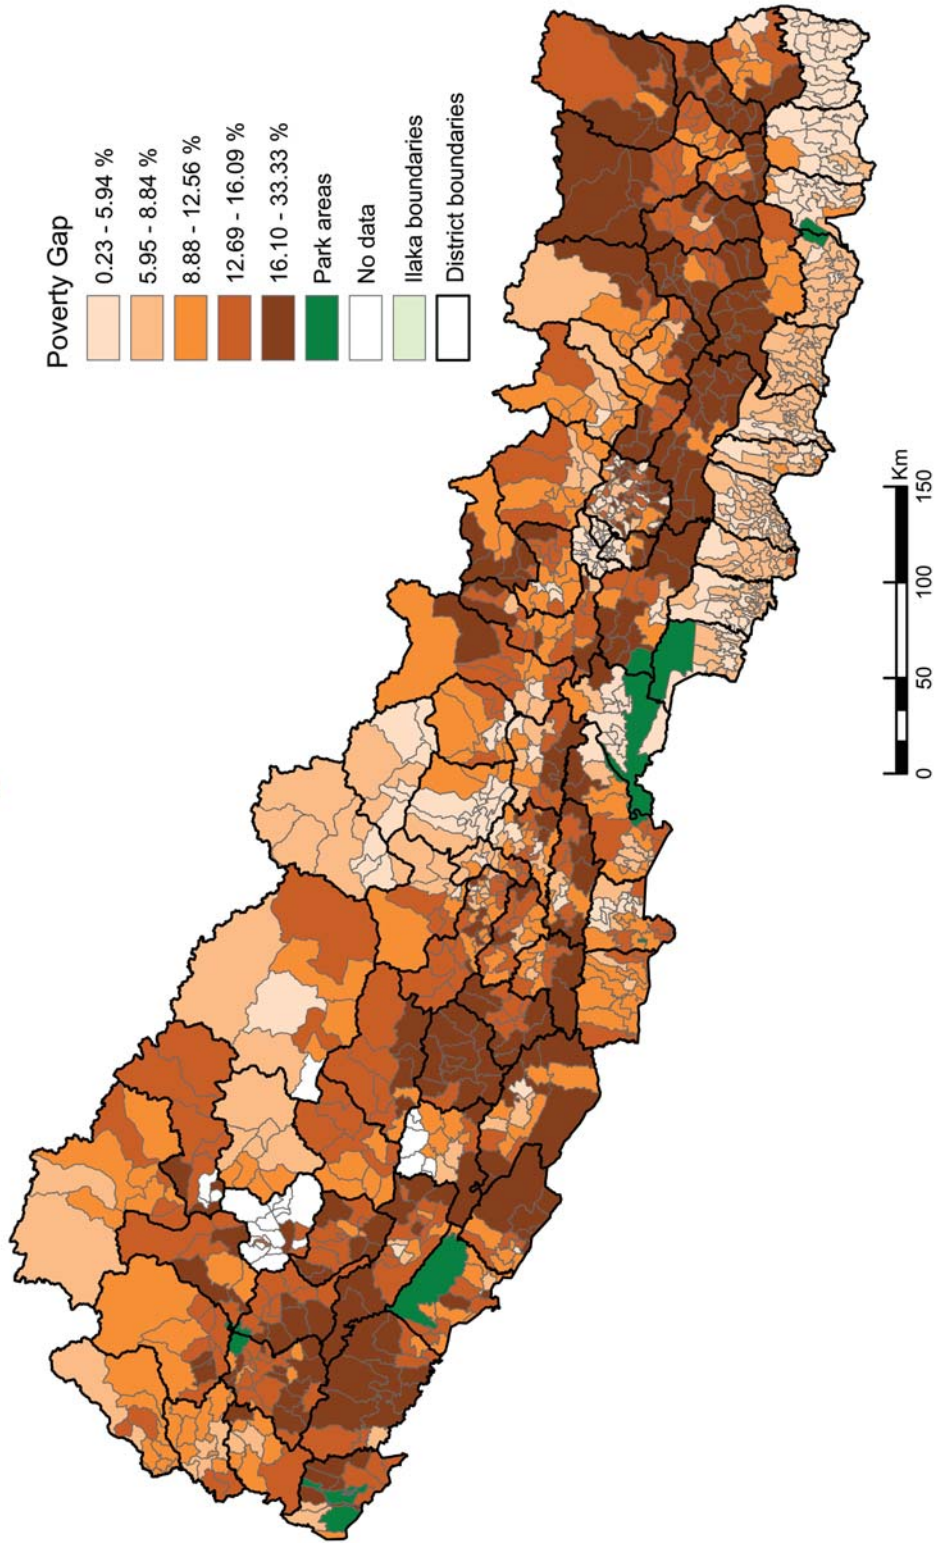 Poverty Gap
0.23 - 5.94 %
5.95 - 8.84 %
8.88 - 12.56 %
12.69 - 16.09 %
16.10 - 33.33 %
Park areas
No data
Ilaka boundaries
District boundaries
Km
0 50 100 150